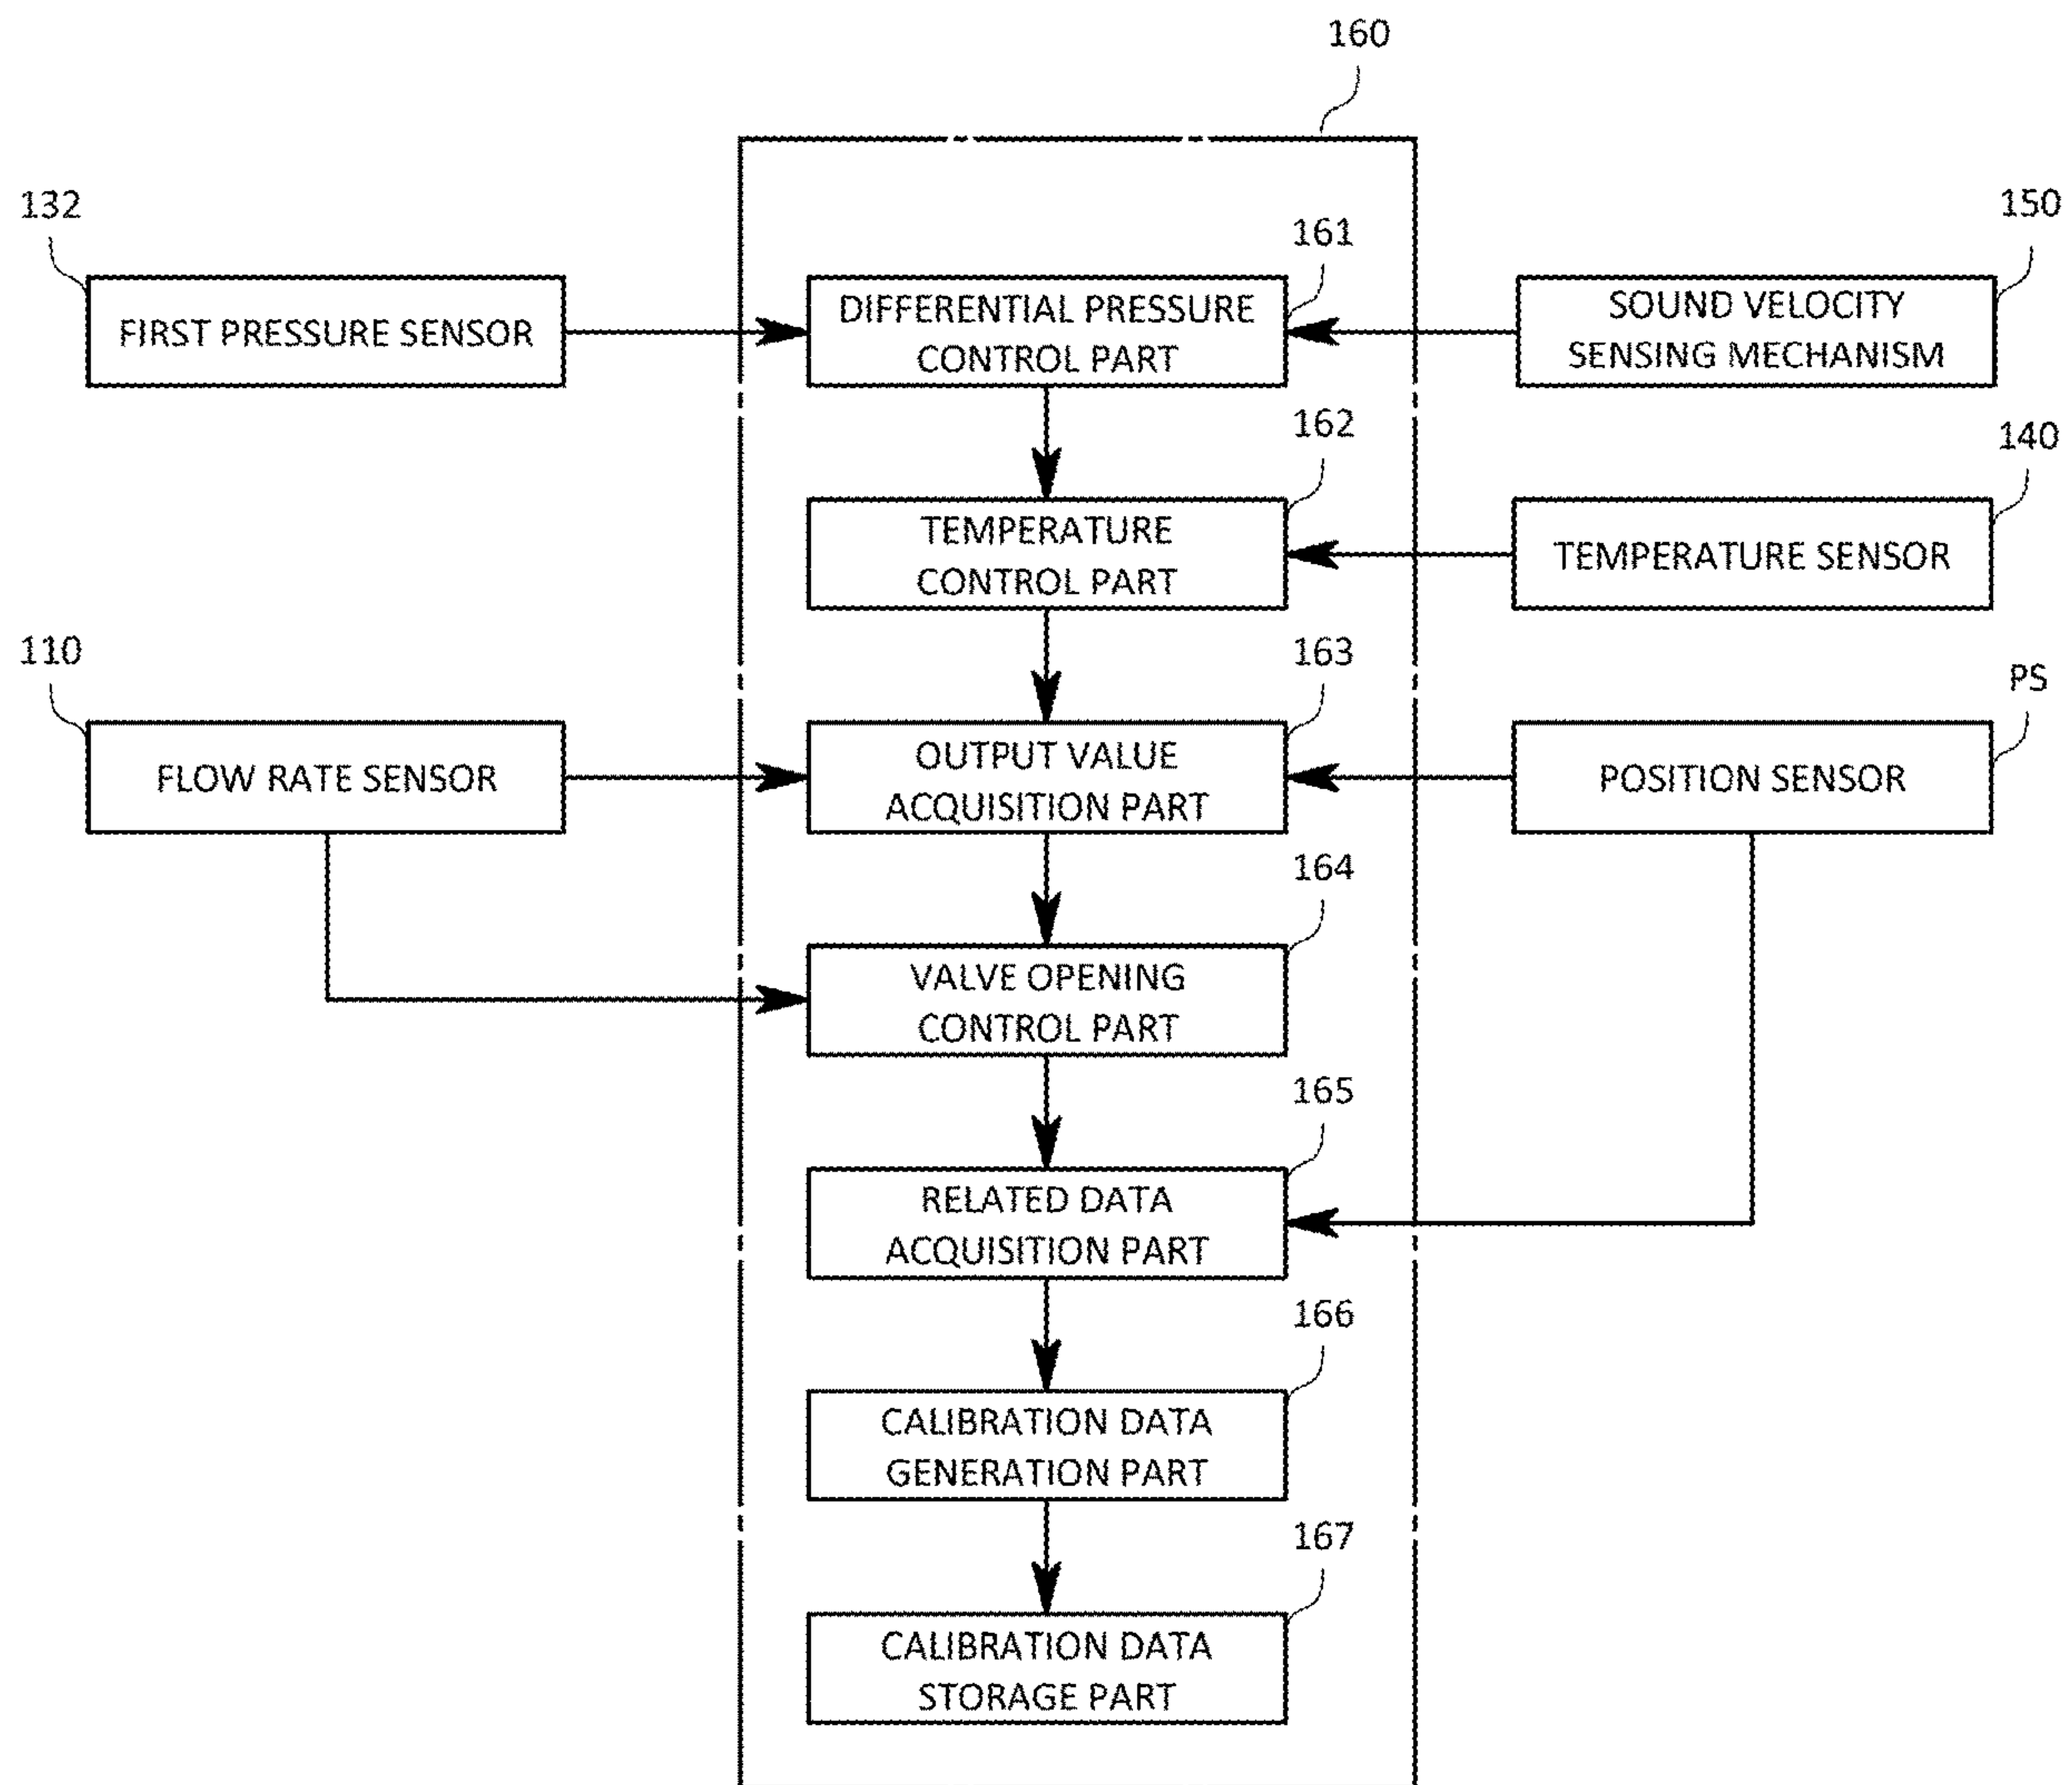 160
132
161
150
FIRST PRESSURE SENSOR
DIFFERENTIAL PRESSURE
CONTROL PART
SOUND VELOCITY
SENSING MECHANISM
162
140
TEMPERATURE
CONTROL PART
TEMPERATURE SENSOR
110
163
PS
FLOW RATE SENSOR
OUTPUT VALUE
ACQUISITION PART
POSITION SENSOR
164
VALVE OPENING
CONTROL PART
165
RELATED DATA
ACQUISITION PART
166
CALIBRATION DATA
GENERATION PART
167
CALIBRATION DATA
STORAGE PART